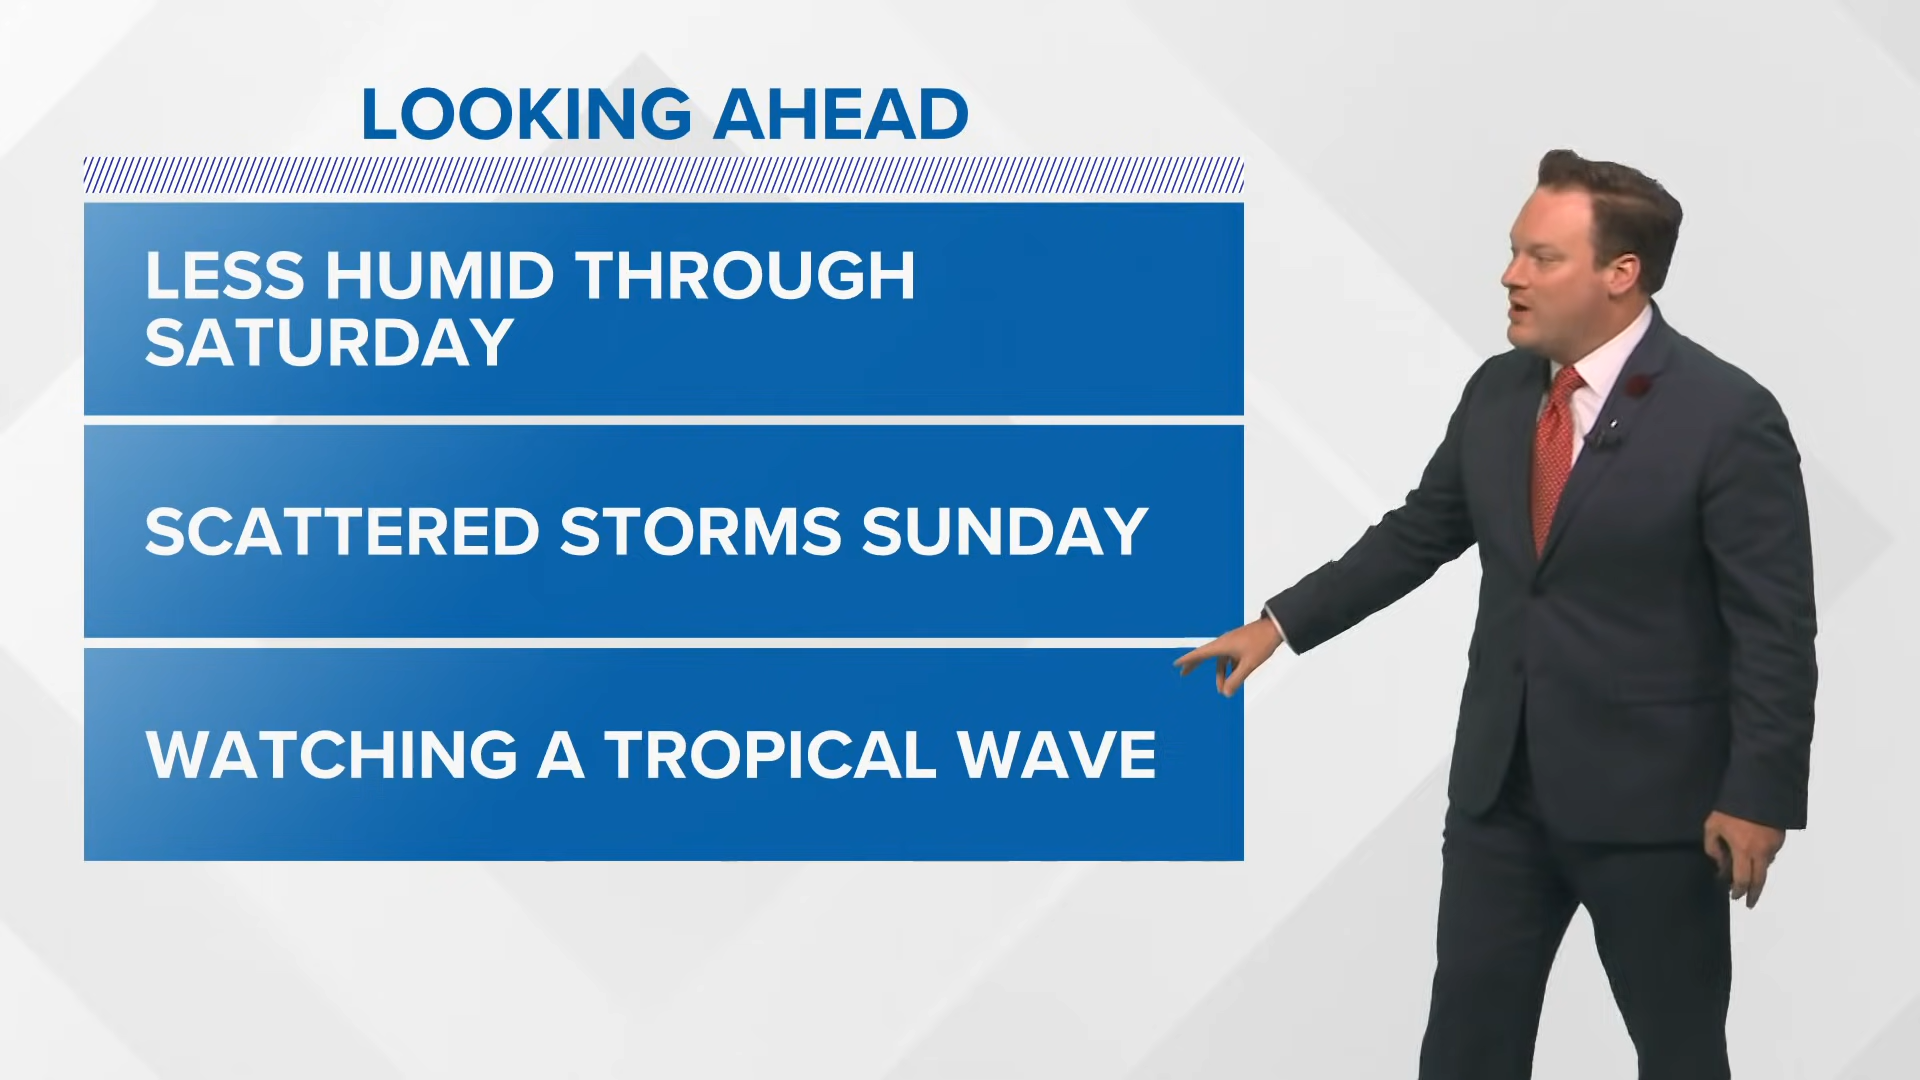 LOOKING AHEAD
LESS HUMID THROUGH
SATURDAY
SCATTERED STORMS SUNDAY
WATCHING A TROPICAL WAVE